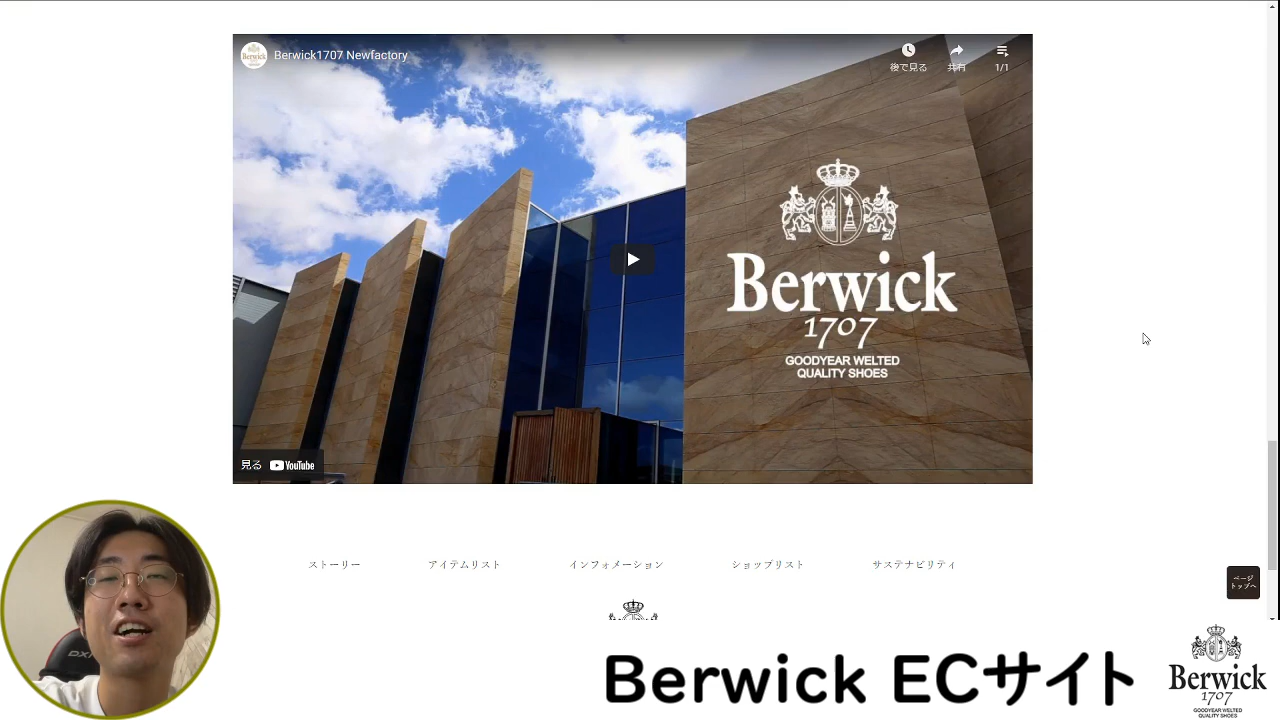 Berwick
Berwick1707 Newfactory
後で見る
共有
1/1
Berwick
1707
GOODYEAR WELTED
QUALITY SHOES
見る YouTube
ストーリー
アイテムリスト
インフォメーション
ショップリスト
サステナビリティ
ページ
トップへ
DX
Berwick ECサイト
Berwick
1707
GOODYEAR WELTED
QUALITY SHOES